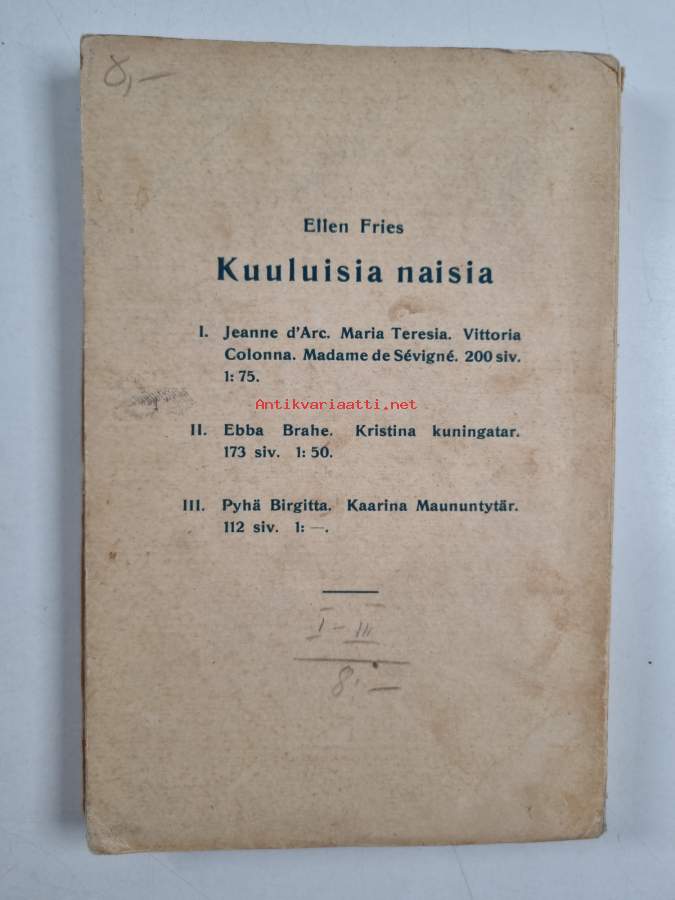 8,—
Ellen Fries
Kuuluisia naisia
I. Jeanne d'Arc. Maria Teresia. Vittoria
Colonna. Madame de Sévigné. 200 siv.
1: 75.
Antikvariaatti.net
II. Ebba Brahe. Kristina kuningatar.
173 siv. 1: 50.
III. Pyhä Birgitta. Kaarina Maununtytär.
112 siv. 1: —.
I - III
8:—